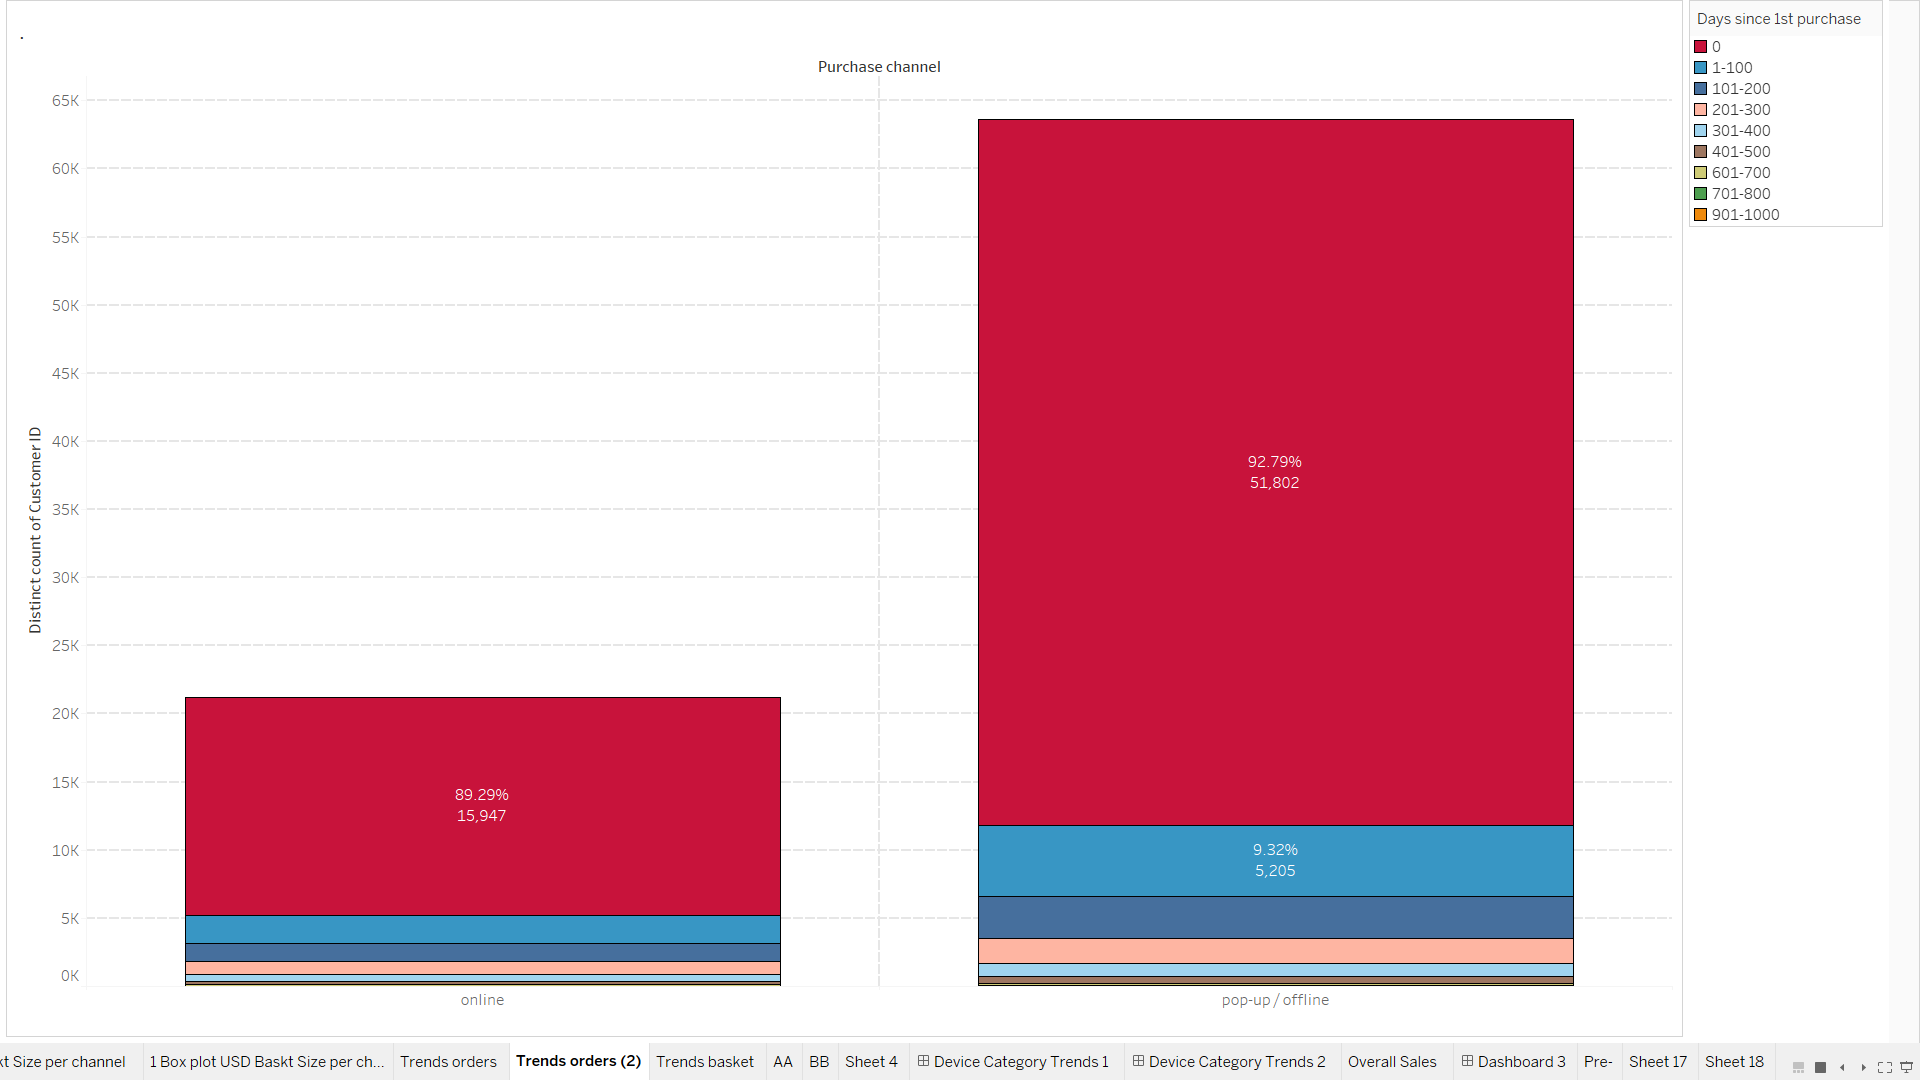 .
Purchase channel
65K
60K
55K
50K
45K
40K
35K
30K
25K
20K
15K
10K
5K
0K
Distinct count of Customer ID
89.29%
15,947
92.79%
51,802
9.32%
5,205
online
pop-up / offline
Days since 1st purchase
0
1-100
101-200
201-300
301-400
401-500
601-700
701-800
901-1000
kt Size per channel
1 Box plot USD Baskt Size per ch...
Trends orders
Trends orders (2)
Trends basket
AA
BB
Sheet 4
Device Category Trends 1
Device Category Trends 2
Overall Sales
Dashboard 3
Pre-
Sheet 17
Sheet 18